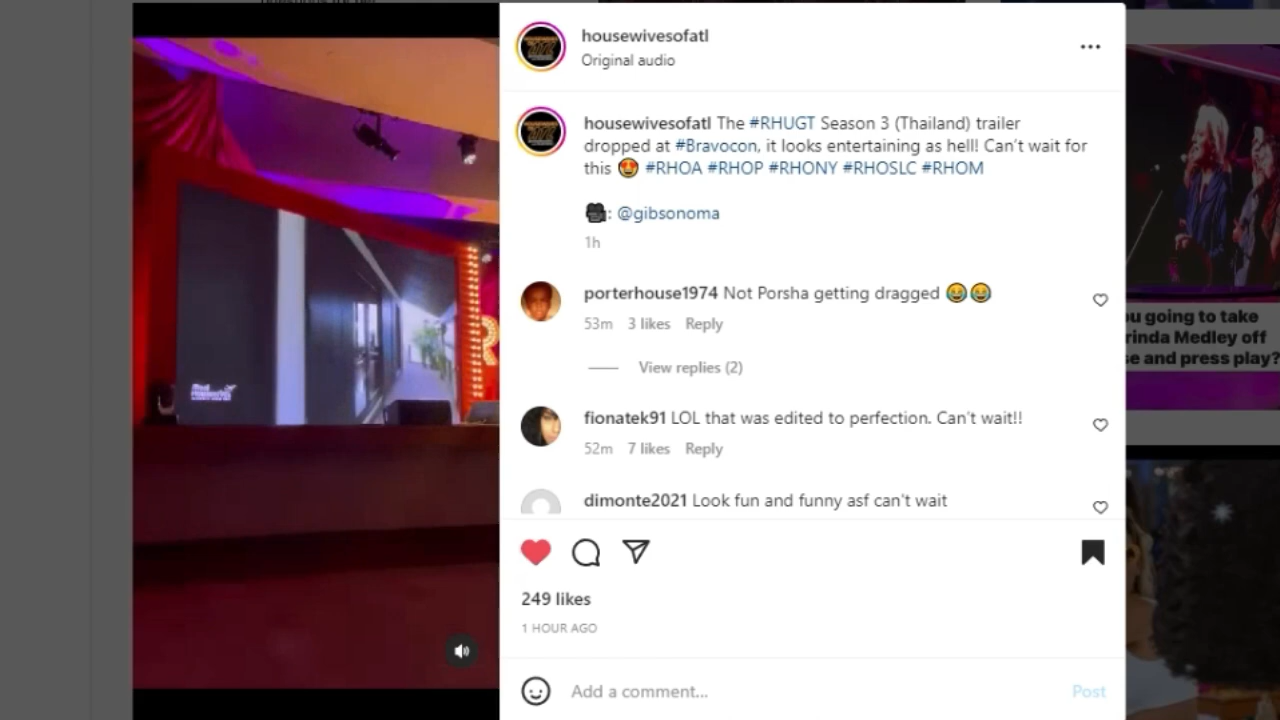 housewivesofatl
Original audio
housewivesofatl The #RHUGT Season 3 (Thailand) trailer
dropped at #Bravocon, it looks entertaining as hell! Can't wait for
this 😍 #RHOA #RHOP #RHONY #RHOSLC #RHOM
🎥: @gibsonoma
1h
porterhouse1974 Not Porsha getting dragged 😂😂
53m 3 likes Reply
View replies (2)
fionatek91 LOL that was edited to perfection. Can't wait!!
52m 7 likes Reply
dimonte2021 Look fun and funny asf can't wait
249 likes
1 HOUR AGO
Add a comment...
Post
ou going to take
rinda Medley off
se and press play?